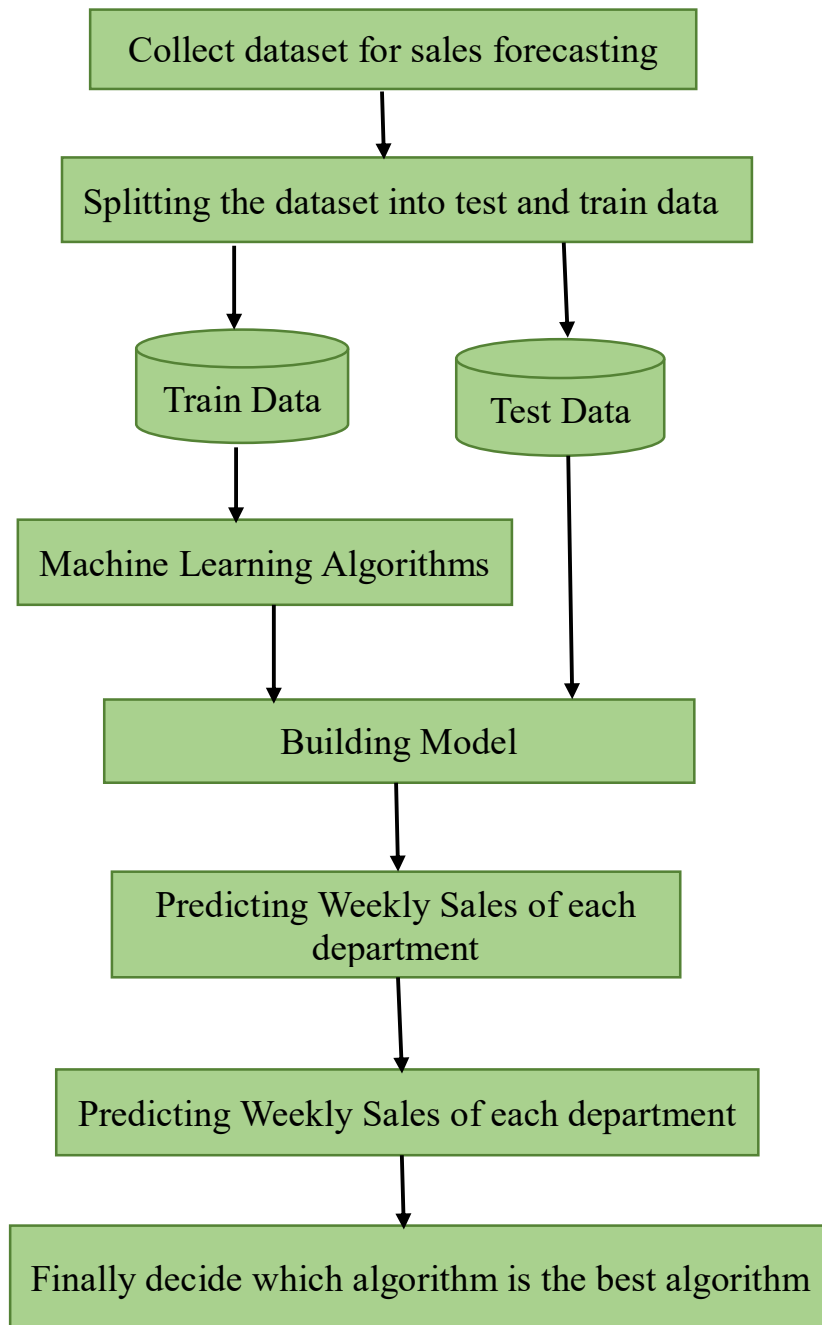 Collect dataset for sales forecasting
Splitting the dataset into test and train data
Train Data
Test Data
Machine Learning Algorithms
Building Model
Predicting Weekly Sales of each
department
Predicting Weekly Sales of each department
Finally decide which algorithm is the best algorithm